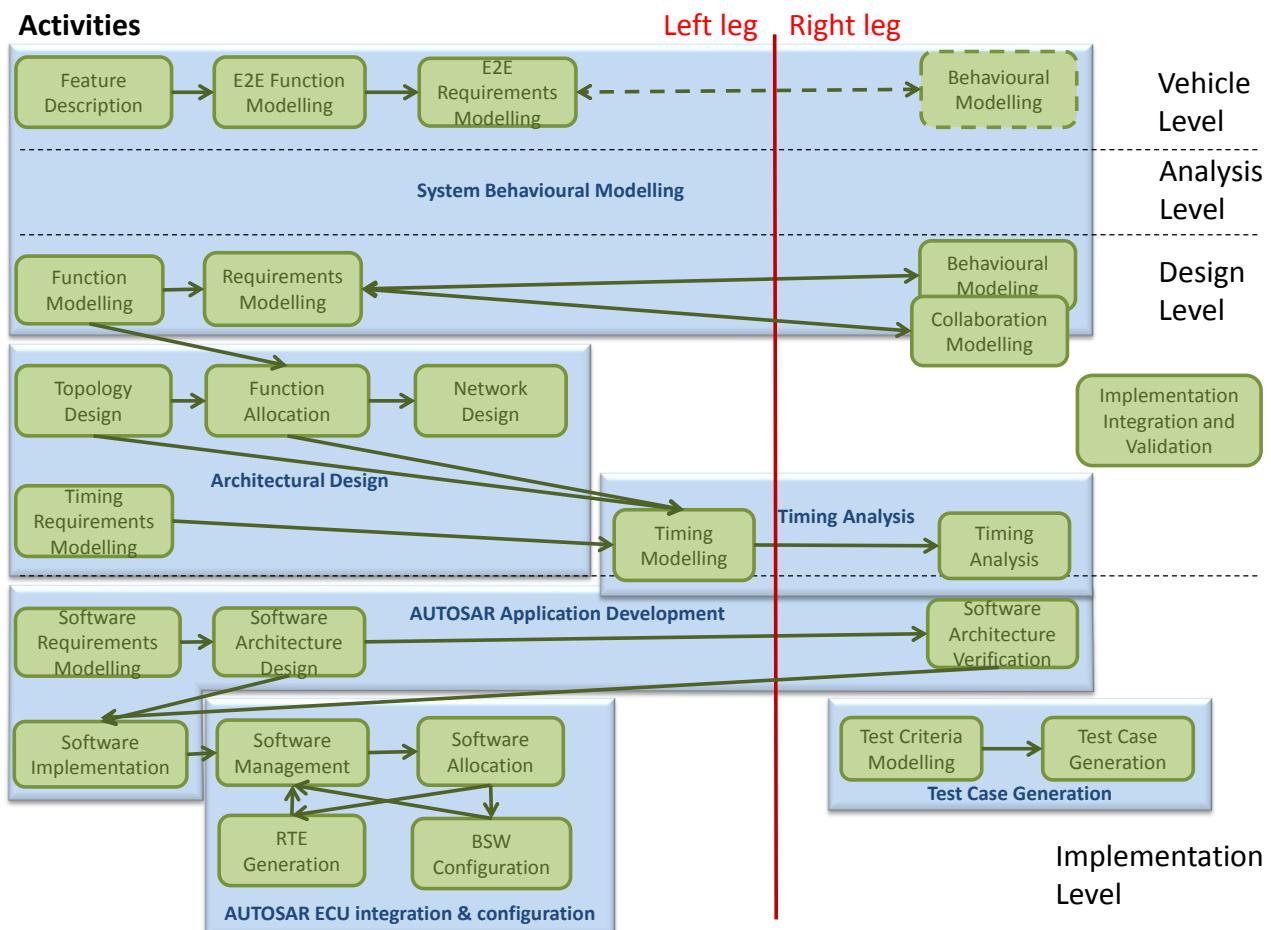 Activities
Left leg
Right leg
Feature
Description
E2E Function
Modelling
E2E
Requirements
Modelling
Behavioural
Modelling
Vehicle
Level
System Behavioural Modelling
Analysis
Level
Function
Modelling
Requirements
Modelling
Behavioural
Modeling
Collaboration
Modelling
Design
Level
Topology
Design
Function
Allocation
Network
Design
Implementation
Integration and
Validation
Architectural Design
Timing
Requirements
Modelling
Timing
Modelling
Timing Analysis
Timing
Analysis
AUTOSAR Application Development
Software
Requirements
Modelling
Software
Architecture
Design
Software
Architecture
Verification
Software
Implementation
Software
Management
Software
Allocation
Test Criteria
Modelling
Test Case
Generation
Test Case Generation
RTE
Generation
BSW
Configuration
AUTOSAR ECU integration & configuration
Implementation
Level